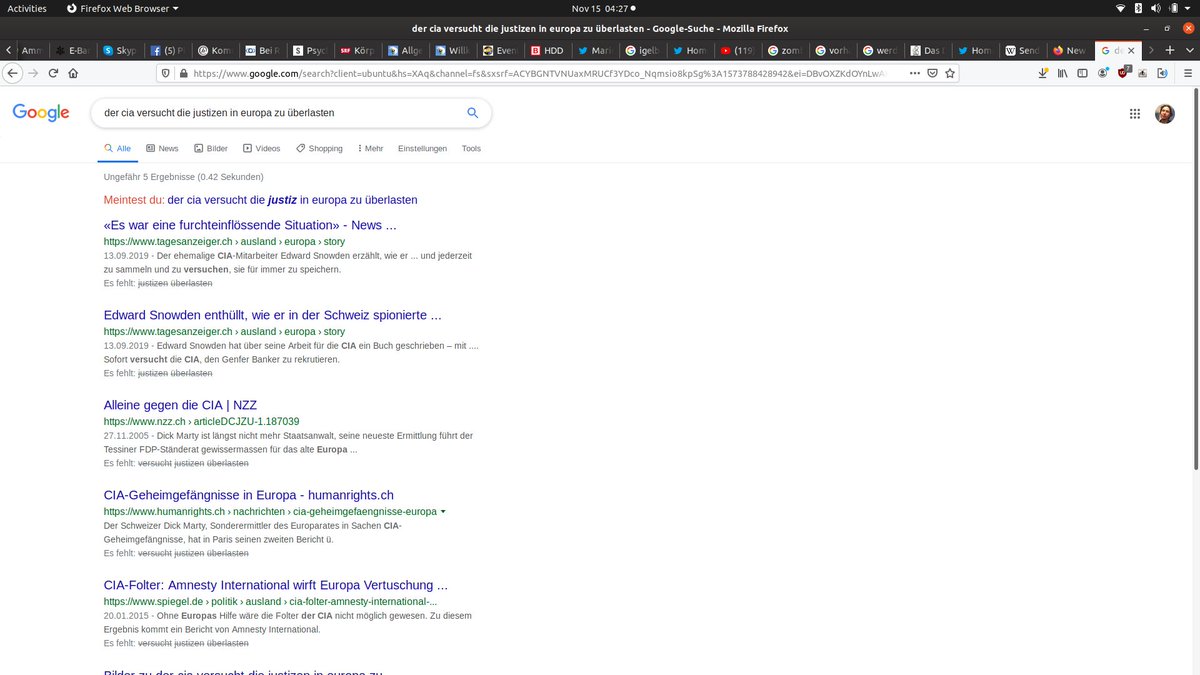 Activities Firefox Web Browser Nov 15 04:27
der cia versucht die justizen in europa zu überlasten - Google-Suche - Mozilla Firefox
Amm E-Ba Skyp (5) Kom Bei R Psyc SRF Körp Allge Willk Even B HDD Mari igelb Hom (119) zom vorh werd Das Hom W Send New G de
https://www.google.com/search?client=ubuntu&hs=XAq&channel=fs&sxsrf=ACYBGNTVNUaxMRUCf3YDco_Nqmsio8kpSg%3A1573788428942&ei=DBvOXZKdOYnLwA
Google der cia versucht die justizen in europa zu überlasten
Alle News Bilder Videos Shopping Mehr Einstellungen Tools
Ungefähr 5 Ergebnisse (0.42 Sekunden)
Meintest du: der cia versucht die justiz in europa zu überlasten
«Es war eine furchteinflössende Situation» - News ...
https://www.tagesanzeiger.ch › ausland › europa › story
13.09.2019 - Der ehemalige CIA-Mitarbeiter Edward Snowden erzählt, wie er ... und jederzeit
zu sammeln und zu versuchen, sie für immer zu speichern.
Es fehlt: justizen überlasten
Edward Snowden enthüllt, wie er in der Schweiz spionierte ...
https://www.tagesanzeiger.ch › ausland › europa › story
13.09.2019 - Edward Snowden hat über seine Arbeit für die CIA ein Buch geschrieben – mit ....
Sofort versucht die CIA, den Genfer Banker zu rekrutieren.
Es fehlt: justizen überlasten
Alleine gegen die CIA | NZZ
https://www.nzz.ch › articleDCJZU-1.187039
27.11.2005 - Dick Marty ist längst nicht mehr Staatsanwalt, seine neueste Ermittlung führt der
Tessiner FDP-Ständerat gewissermassen für das alte Europa ...
Es fehlt: versucht justizen überlasten
CIA-Geheimgefängnisse in Europa - humanrights.ch
https://www.humanrights.ch › nachrichten › cia-geheimgefaengnisse-europa
Der Schweizer Dick Marty, Sonderermittler des Europarates in Sachen CIA-
Geheimgefängnisse, hat in Paris seinen zweiten Bericht ü.
Es fehlt: versucht justizen überlasten
CIA-Folter: Amnesty International wirft Europa Vertuschung ...
https://www.spiegel.de › politik › ausland › cia-folter-amnesty-international-...
20.01.2015 - Ohne Europas Hilfe wäre die Folter der CIA nicht möglich gewesen. Zu diesem
Ergebnis kommt ein Bericht von Amnesty International.
Es fehlt: versucht justizen überlasten
Bilder zu der cia versucht die justizen in europa zu